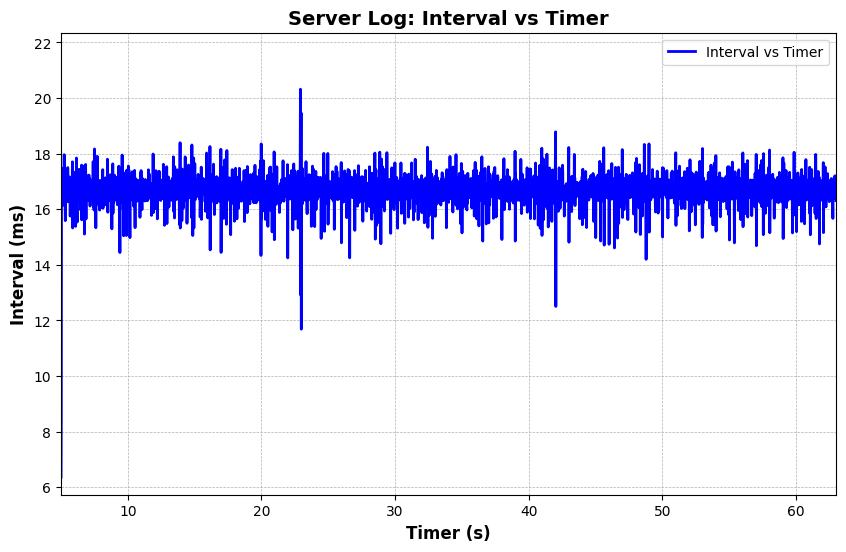 Server Log: Interval vs Timer
Interval vs Timer
22
20
18
16
14
12
10
8
6
Interval (ms)
10 20 30 40 50 60
Timer (s)